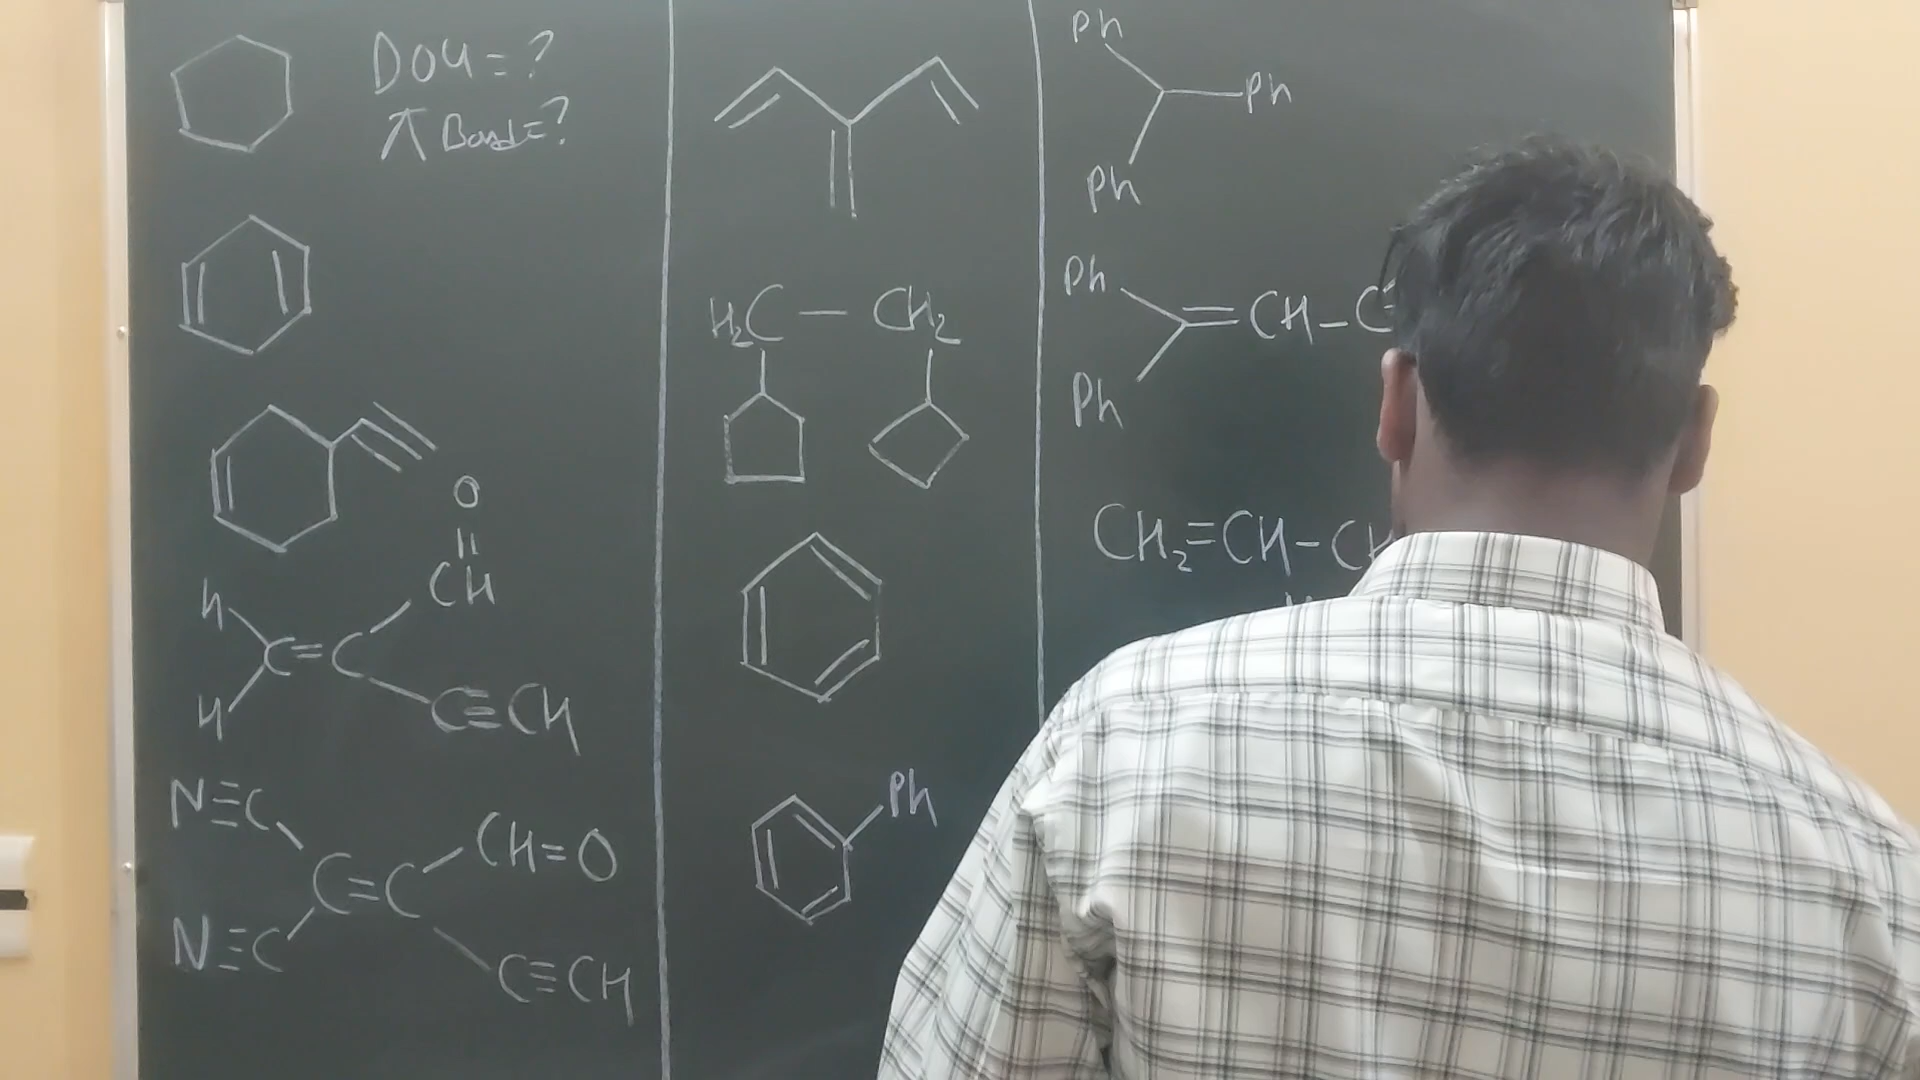 DOU = ?
π Bond = ?
O
CH
H
C=C
H
C≡CH
N≡C
CH=O
C=C
N≡C
C≡CH
H₂C — CH₂
Ph
Ph
Ph
Ph
Ph
=CH–C
Ph
CH₂=CH–CH